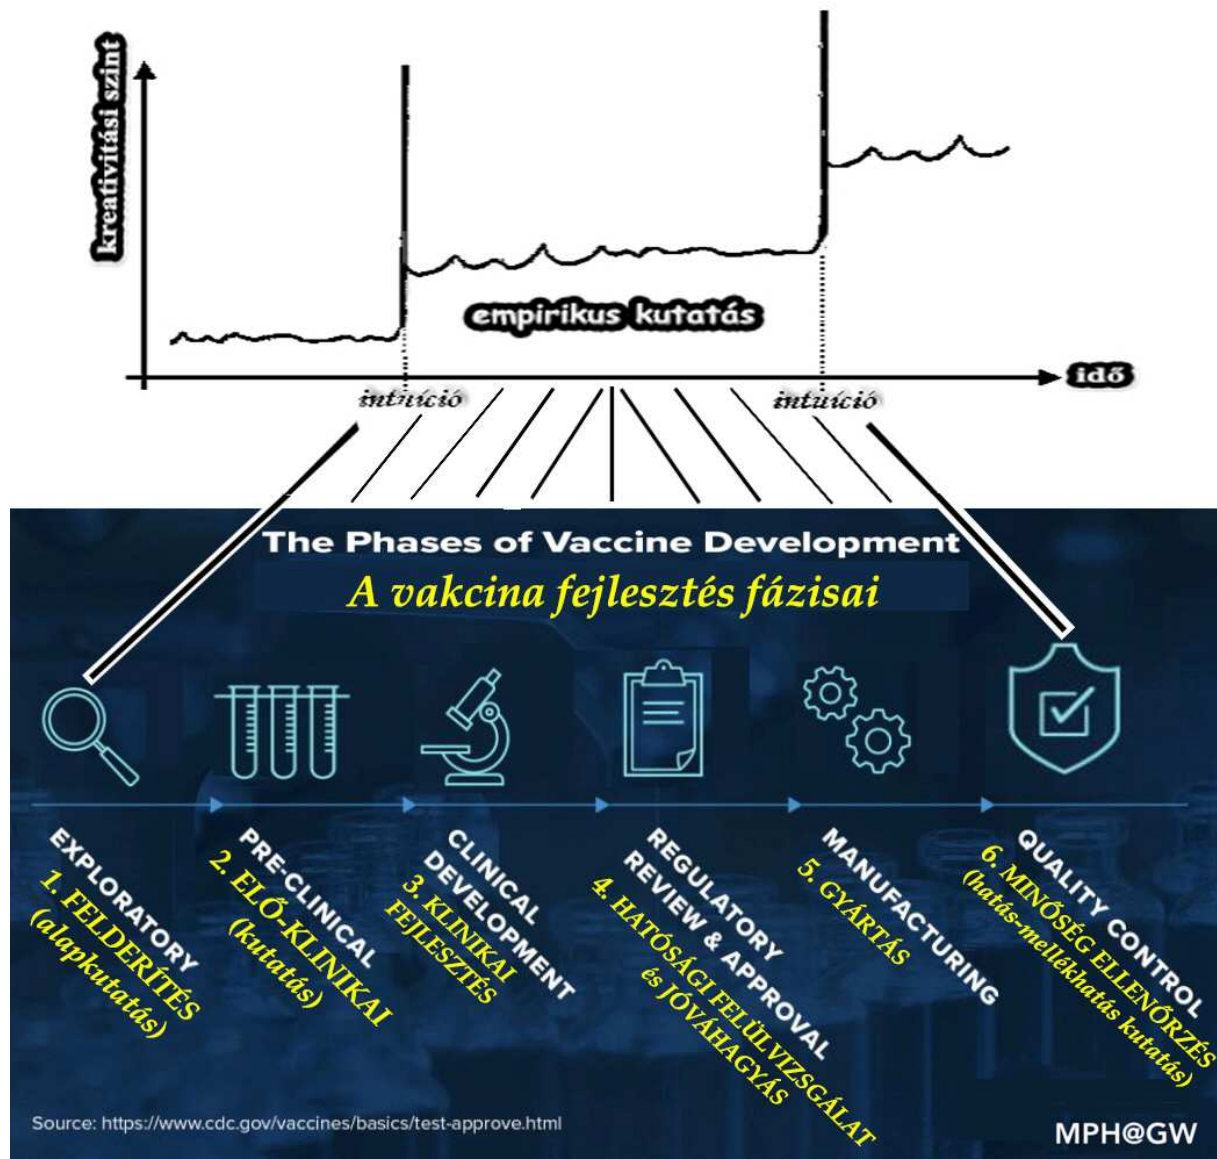 kreativitási szint
empirikus kutatás
idő
intuíció
intuíció
The Phases of Vaccine Development
A vakcina fejlesztés fázisai
EXPLORATORY
1. FELDERÍTÉS
(alapkutatás)
PRE-CLINICAL
2. ELŐ-KLINIKAI
(kutatás)
CLINICAL
DEVELOPMENT
3. KLINIKAI
FEJLESZTÉS
REGULATORY
REVIEW & APPROVAL
4. HATÓSÁGI FELÜLVIZSGÁLAT
és JÓVÁHAGYÁS
MANUFACTURING
5. GYÁRTÁS
QUALITY CONTROL
6. MINŐSÉG ELLENŐRZÉS
(hatás-mellékhatás kutatás)
Source: https://www.cdc.gov/vaccines/basics/test-approve.html
MPH@GW